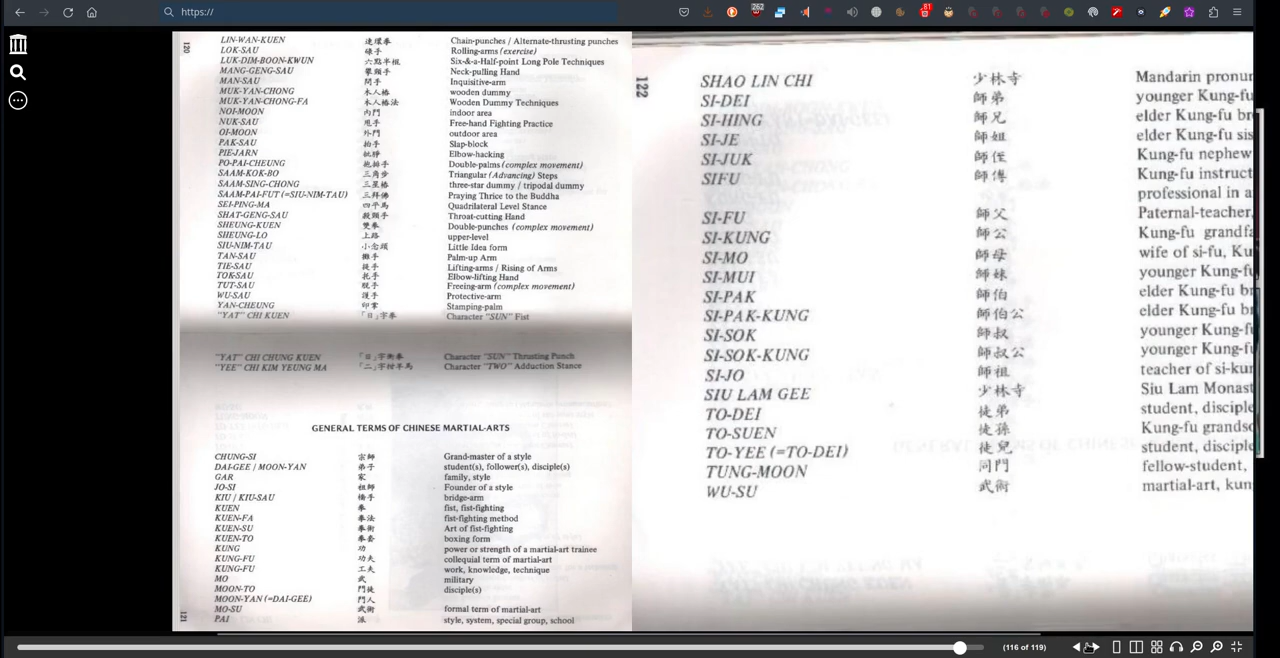 https://
262
81
120
LIN-WAN-KUEN 連環拳 Chain-punches / Alternate-thrusting punches
LOK-SAU 碌手 Rolling-arms (exercise)
LUK-DIM-BOON-KWUN 六點半棍 Six-&-a-Half-point Long Pole Techniques
MANG-GENG-SAU 攀頸手 Neck-pulling Hand
MAN-SAU 問手 Inquisitive-arm
MUK-YAN-CHONG 木人樁 wooden dummy
MUK-YAN-CHONG-FA 木人樁法 Wooden Dummy Techniques
NOI-MOON 內門 indoor area
NUK-SAU 甩手 Free-hand Fighting Practice
OI-MOON 外門 outdoor area
PAK-SAU 拍手 Slap-block
PIE-JARN 批踭 Elbow-hacking
PO-PAI-CHEUNG Double-palms (complex movement)
SAAM-KOK-BO 三角步 Triangular (Advancing) Steps
SAAM-SING-CHONG 三星樁 three-star dummy / tripodal dummy
SAAM-PAI-FUT (=SIU-NIM-TAU) 三拜佛 Praying Thrice to the Buddha
SEI-PING-MA 四平馬 Quadrilateral Level Stance
SHAT-GENG-SAU 殺頸手 Throat-cutting Hand
SHEUNG-KUEN 雙拳 Double-punches (complex movement)
SHEUNG-LO 上路 upper-level
SIU-NIM-TAU 小念頭 Little Idea form
TAN-SAU 攤手 Palm-up Arm
TIE-SAU 提手 Lifting-arms / Rising of Arms
TOK-SAU 托手 Elbow-lifting Hand
TUT-SAU 脫手 Freeing-arm (complex movement)
WU-SAU 護手 Protective-arm
YAN-CHEUNG 印掌 Stamping-palm
"YAT" CHI KUEN 「日」字拳 Character "SUN" Fist
"YAT" CHI CHUNG KUEN 「日」字衝拳 Character "SUN" Thrusting Punch
"YEE" CHI KIM YEUNG MA 「二」字拑羊馬 Character "TWO" Adduction Stance
GENERAL TERMS OF CHINESE MARTIAL-ARTS
CHUNG-SI 宗師 Grand-master of a style
DAI-GEE / MOON-YAN 弟子 student(s), follower(s), disciple(s)
GAR 家 family, style
JO-SI 祖師 Founder of a style
KIU / KIU-SAU 橋手 bridge-arm
KUEN 拳 fist, fist-fighting
KUEN-FA 拳法 fist-fighting method
KUEN-SU 拳術 Art of fist-fighting
KUEN-TO 拳套 boxing form
KUNG 功 power or strength of a martial-art trainee
KUNG-FU 功夫 collequial term of martial-art
KUNG-FU 工夫 work, knowledge, technique
MO 武 military
MOON-TO 門徒 disciple(s)
MOON-YAN (=DAI-GEE) 門人
MO-SU 武術 formal term of martial-art
PAI 派 style, system, special group, school
121
122
SHAO LIN CHI 少林寺 Mandarin pronun
SI-DEI 師弟 younger Kung-fu
SI-HING 師兄 elder Kung-fu br
SI-JE 師姐 elder Kung-fu sis
SI-JUK 師侄 Kung-fu nephew
SIFU 師傅 Kung-fu instruct
professional in a
SI-FU 師父 Paternal-teacher,
SI-KUNG 師公 Kung-fu grandfa
SI-MO 師母 wife of si-fu, Ku
SI-MUI 師妹 younger Kung-fu
SI-PAK 師伯 elder Kung-fu br
SI-PAK-KUNG 師伯公 elder Kung-fu br
SI-SOK 師叔 younger Kung-fu
SI-SOK-KUNG 師叔公 younger Kung-fu
SI-JO 師祖 teacher of si-kun
SIU LAM GEE 少林寺 Siu Lam Monast
TO-DEI 徒弟 student, disciple
TO-SUEN 徒孫 Kung-fu grandso
TO-YEE (=TO-DEI) 徒兒 student, disciple
TUNG-MOON 同門 fellow-student,
WU-SU 武術 martial-art, kun
(116 of 119)